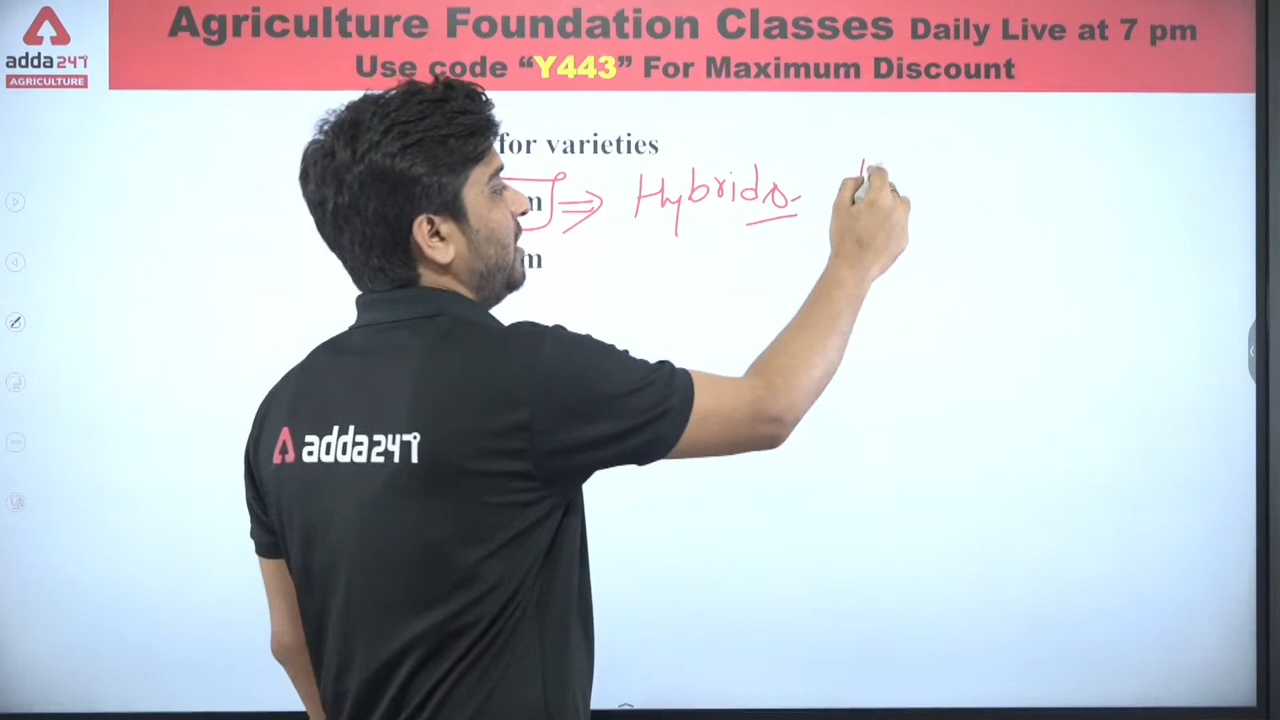 Agriculture Foundation Classes Daily Live at 7 pm
Use code “Y443” For Maximum Discount
adda247
AGRICULTURE
for varieties
m ⇒ Hybrids.
m
adda247